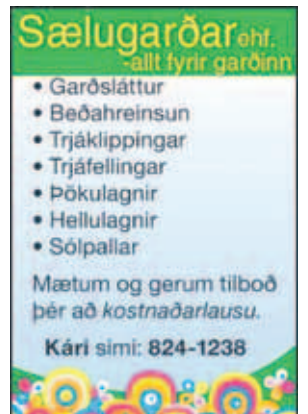 Sælugarðar ehf.
-allt fyrir garðinn
• Garðsláttur
• Beðahreinsun
• Trjáklippingar
• Trjáfellingar
• Þökulagnir
• Hellulagnir
• Sólpallar
Mætum og gerum tilboð
þér að kostnaðarlausu.
Kári sími: 824-1238